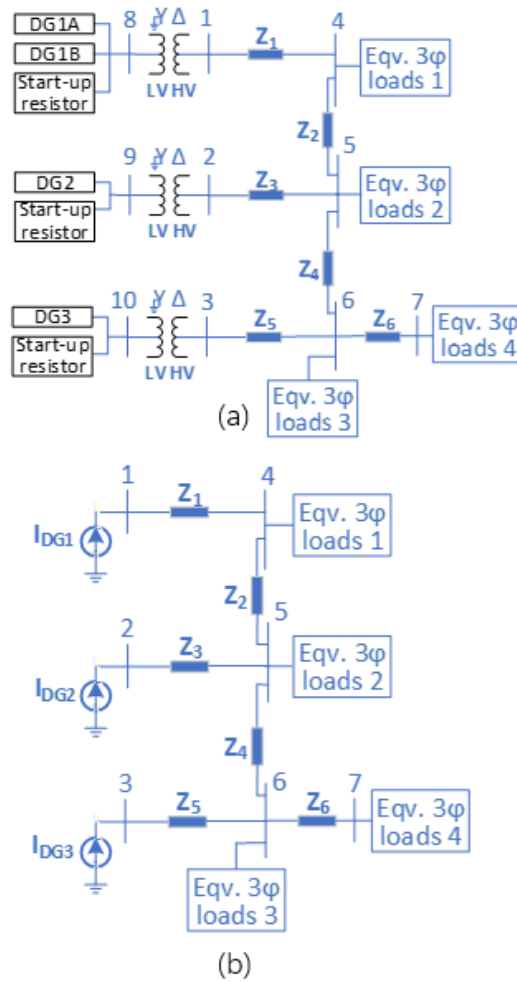 DG1A
DG1B
Start-up
resistor
8
Y Δ
1
LV HV
Z1
4
Eqv. 3φ
loads 1
Z2
5
DG2
Start-up
resistor
9
Y Δ
2
LV HV
Z3
Eqv. 3φ
loads 2
Z4
DG3
Start-up
resistor
10
Y Δ
3
LV HV
Z5
6
Z6
7
Eqv. 3φ
loads 4
Eqv. 3φ
loads 3
(a)
1
IDG1
Z1
4
Eqv. 3φ
loads 1
Z2
5
2
IDG2
Z3
Eqv. 3φ
loads 2
Z4
3
IDG3
Z5
6
Z6
7
Eqv. 3φ
loads 4
Eqv. 3φ
loads 3
(b)